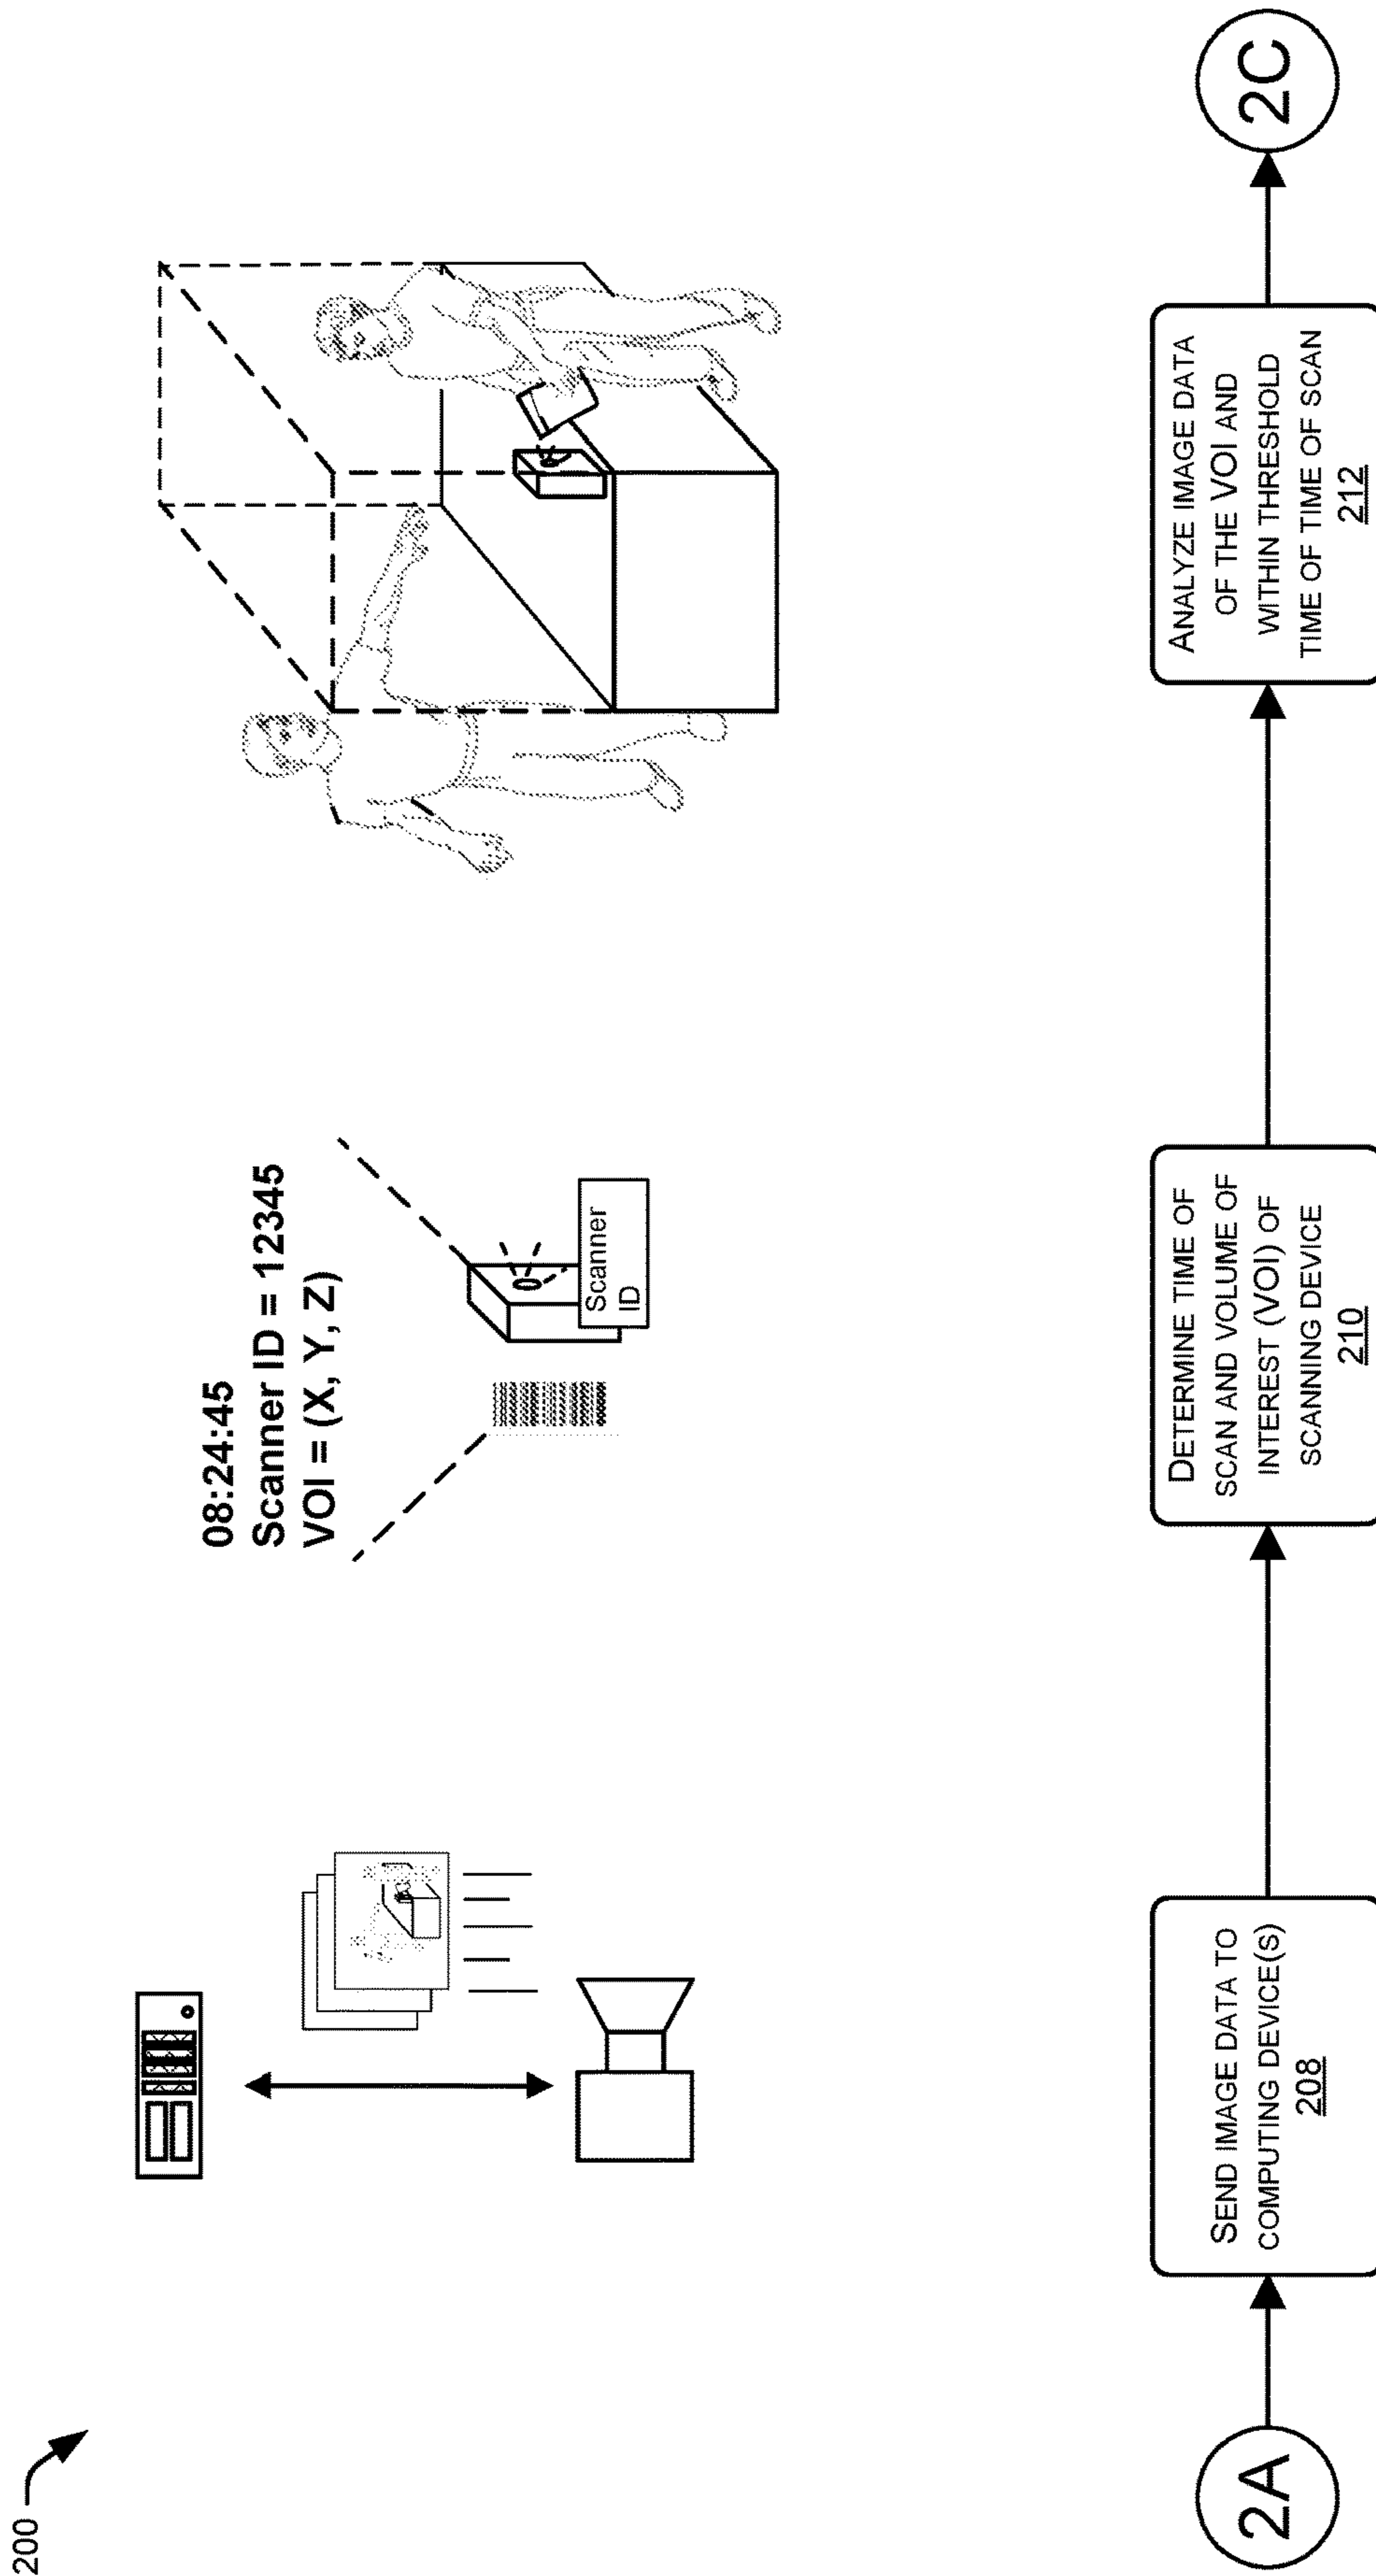 200
08:24:45
Scanner ID = 12345
VOI = (X, Y, Z)
Scanner
ID
2A
SEND IMAGE DATA TO
COMPUTING DEVICE(S)
208
DETERMINE TIME OF
SCAN AND VOLUME OF
INTEREST (VOI) OF
SCANNING DEVICE
210
ANALYZE IMAGE DATA
OF THE VOI AND
WITHIN THRESHOLD
TIME OF TIME OF SCAN
212
2C